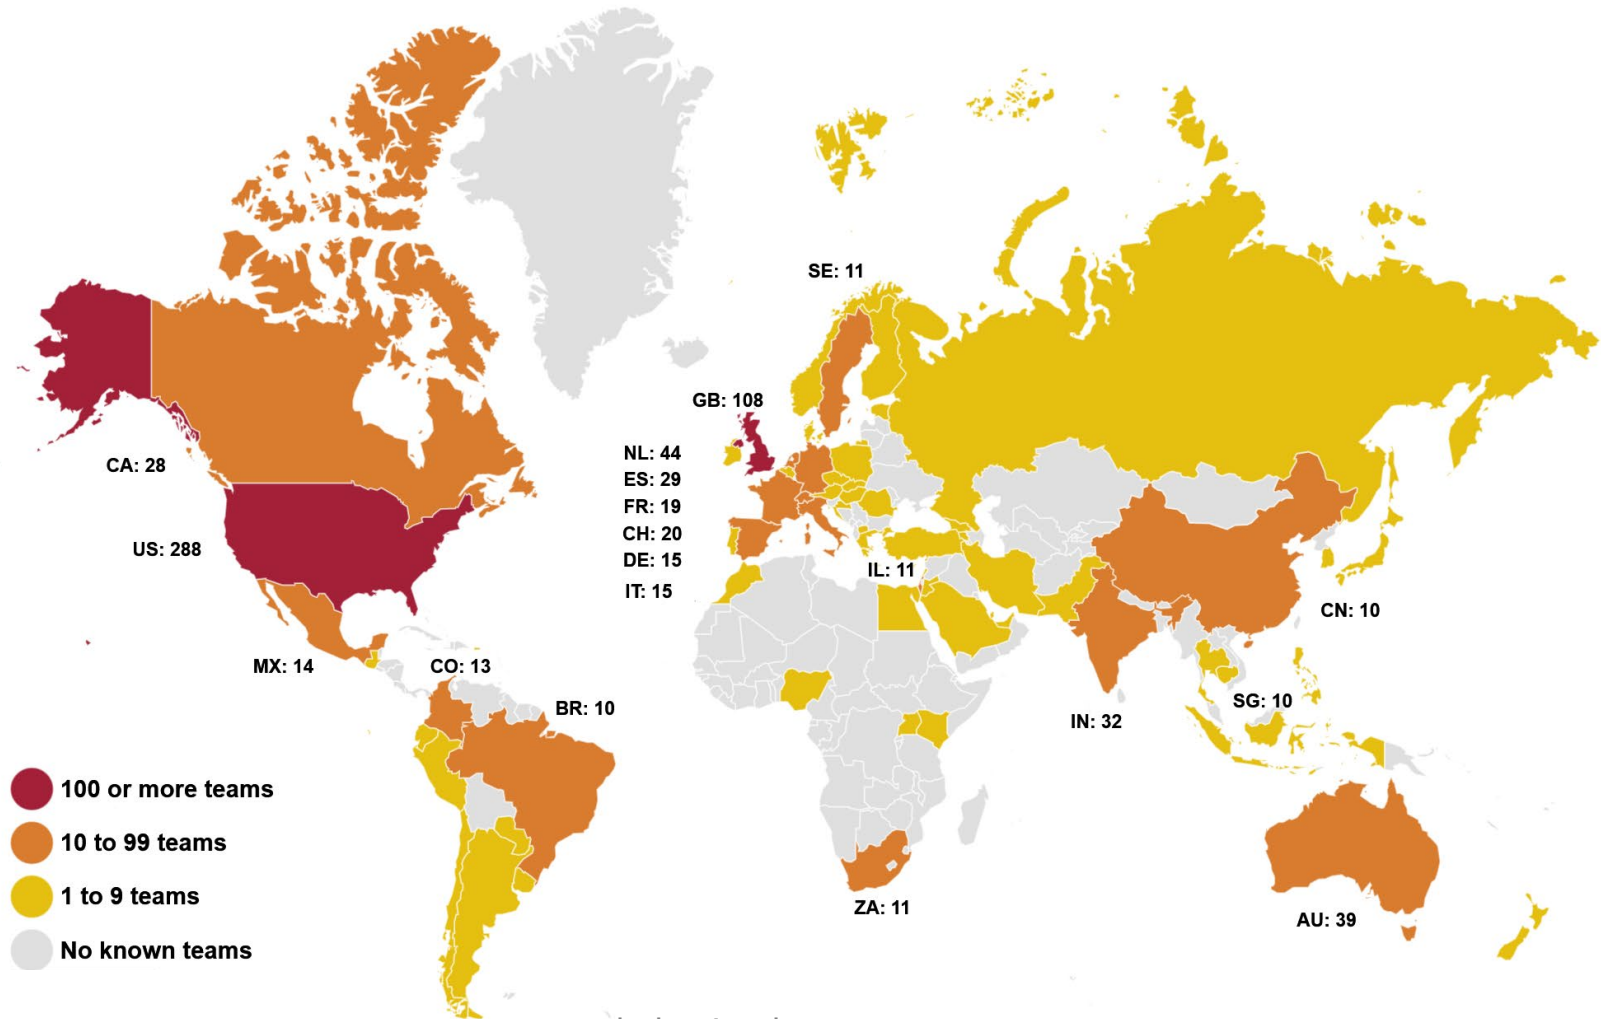 SE: 11
GB: 108
NL: 44
CA: 28
ES: 29
FR: 19
CH: 20
US: 288
DE: 15
IL: 11
IT: 15
CN: 10
MX: 14
CO: 13
SG: 10
BR: 10
IN: 32
100 or more teams
10 to 99 teams
1 to 9 teams
ZA: 11
AU: 39
No known teams